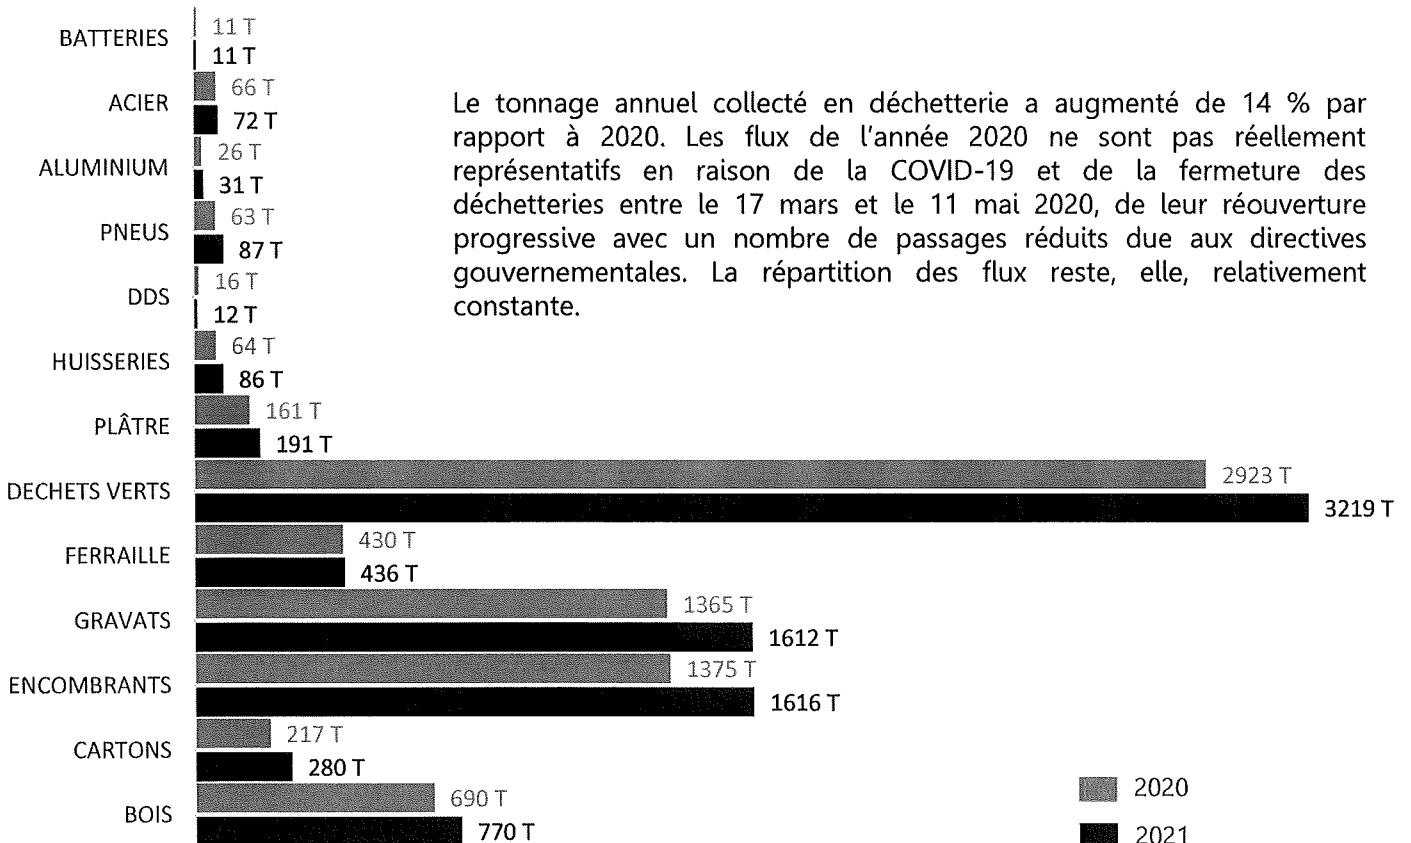 BATTERIES
11 T
11 T
ACIER
66 T
72 T
ALUMINIUM
26 T
31 T
PNEUS
63 T
87 T
DDS
16 T
12 T
HUISSERIES
64 T
86 T
PLÂTRE
161 T
191 T
DECHETS VERTS
2923 T
3219 T
FERRAILLE
430 T
436 T
GRAVATS
1365 T
1612 T
ENCOMBRANTS
1375 T
1616 T
CARTONS
217 T
280 T
BOIS
690 T
770 T
Le tonnage annuel collecté en déchetterie a augmenté de 14 % par
rapport à 2020. Les flux de l'année 2020 ne sont pas réellement
représentatifs en raison de la COVID-19 et de la fermeture des
déchetteries entre le 17 mars et le 11 mai 2020, de leur réouverture
progressive avec un nombre de passages réduits due aux directives
gouvernementales. La répartition des flux reste, elle, relativement
constante.
2020
2021